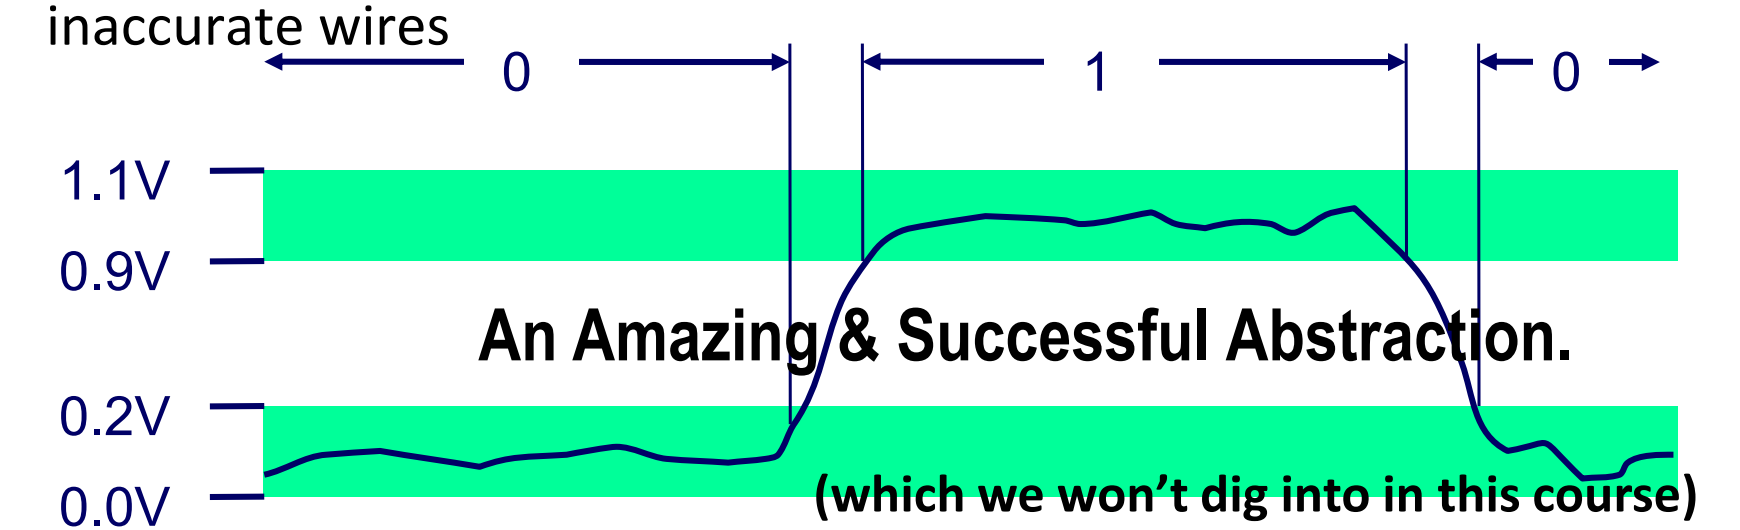 inaccurate wires
0 1 0
1.1V
0.9V
An Amazing & Successful Abstraction.
0.2V
0.0V
(which we won’t dig into in this course)